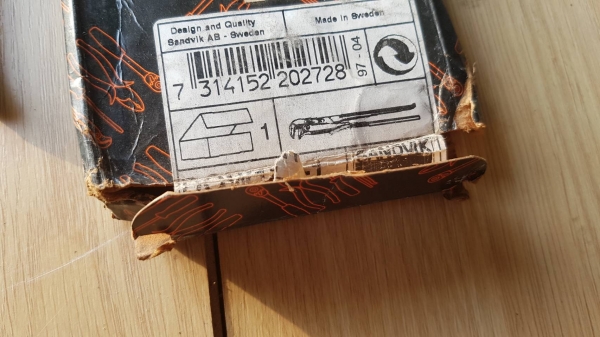 Design and Quality
Sandvik AB - Sweden
Made in Sweden
7 314152 202728
97-04
1
SANDVIK